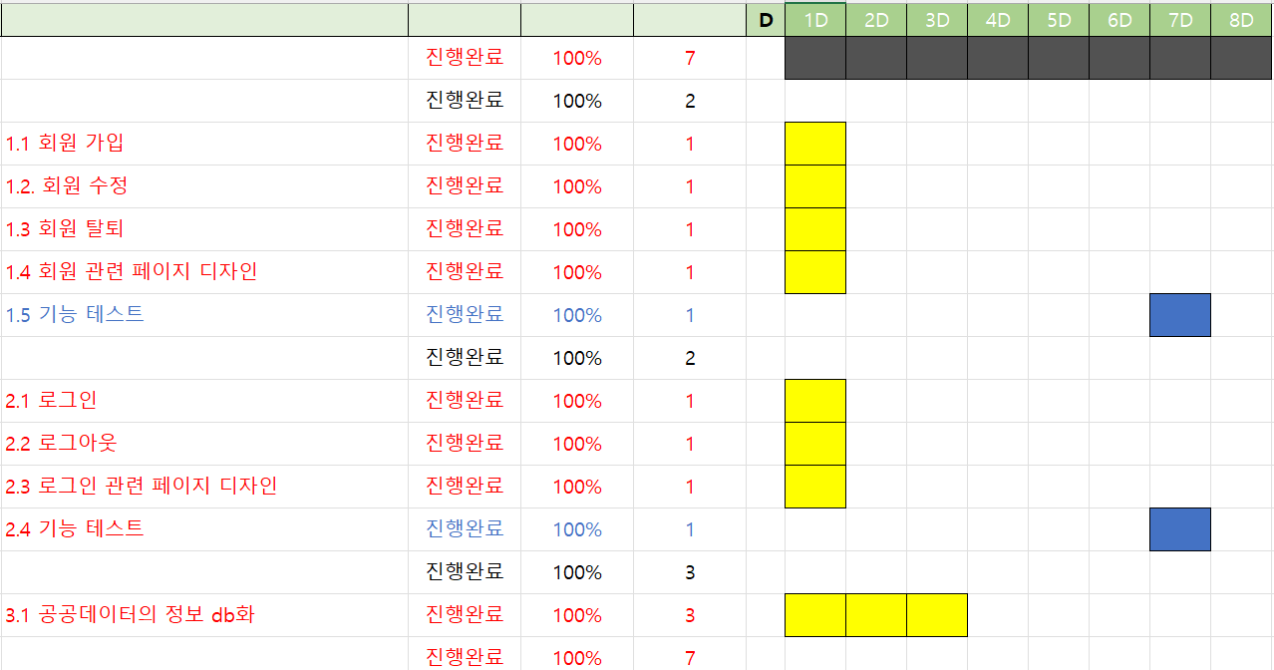 D 1D 2D 3D 4D 5D 6D 7D 8D
진행완료 100% 7
진행완료 100% 2
1.1 회원 가입 진행완료 100% 1
1.2. 회원 수정 진행완료 100% 1
1.3 회원 탈퇴 진행완료 100% 1
1.4 회원 관련 페이지 디자인 진행완료 100% 1
1.5 기능 테스트 진행완료 100% 1
진행완료 100% 2
2.1 로그인 진행완료 100% 1
2.2 로그아웃 진행완료 100% 1
2.3 로그인 관련 페이지 디자인 진행완료 100% 1
2.4 기능 테스트 진행완료 100% 1
진행완료 100% 3
3.1 공공데이터의 정보 db화 진행완료 100% 3
진행완료 100% 7